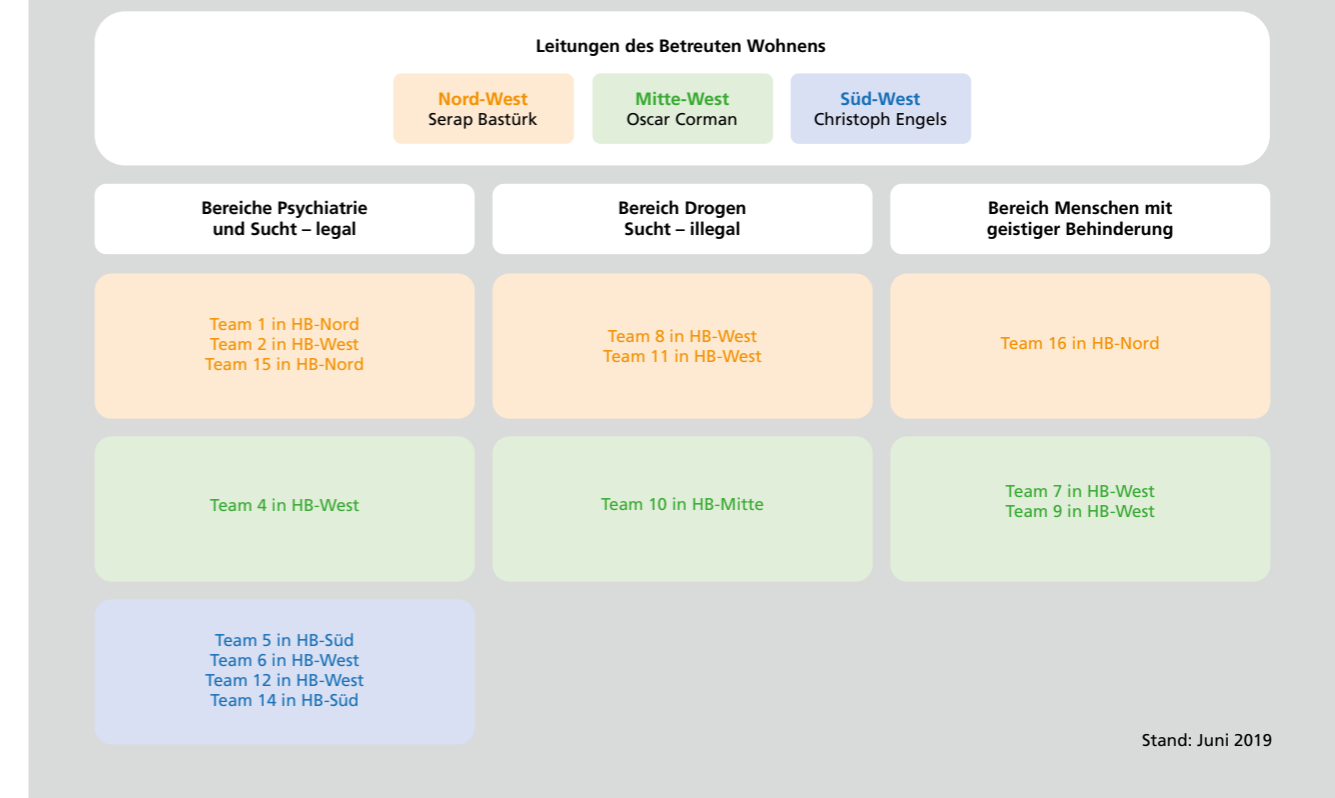 Leitungen des Betreuten Wohnens
Nord-West
Serap Bastürk
Mitte-West
Oscar Corman
Süd-West
Christoph Engels
Bereiche Psychiatrie
und Sucht – legal
Bereich Drogen
Sucht – illegal
Bereich Menschen mit
geistiger Behinderung
Team 1 in HB-Nord
Team 2 in HB-West
Team 15 in HB-Nord
Team 8 in HB-West
Team 11 in HB-West
Team 16 in HB-Nord
Team 4 in HB-West
Team 10 in HB-Mitte
Team 7 in HB-West
Team 9 in HB-West
Team 5 in HB-Süd
Team 6 in HB-West
Team 12 in HB-West
Team 14 in HB-Süd
Stand: Juni 2019